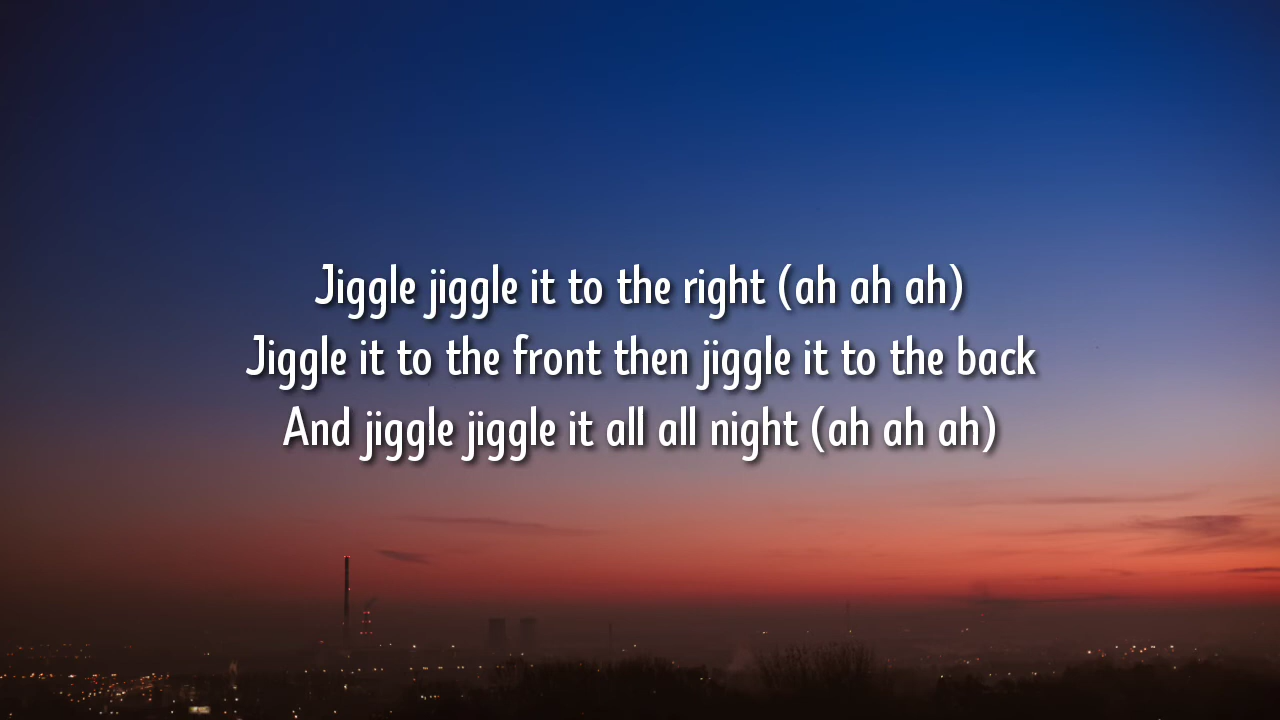 Jiggle jiggle it to the right (ah ah ah)
Jiggle it to the front then jiggle it to the back
And jiggle jiggle it all all night (ah ah ah)